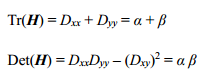 Tr(H) = Dxx + Dyy = α + β
Det(H) = DxxDyy – (Dxy)² = α β